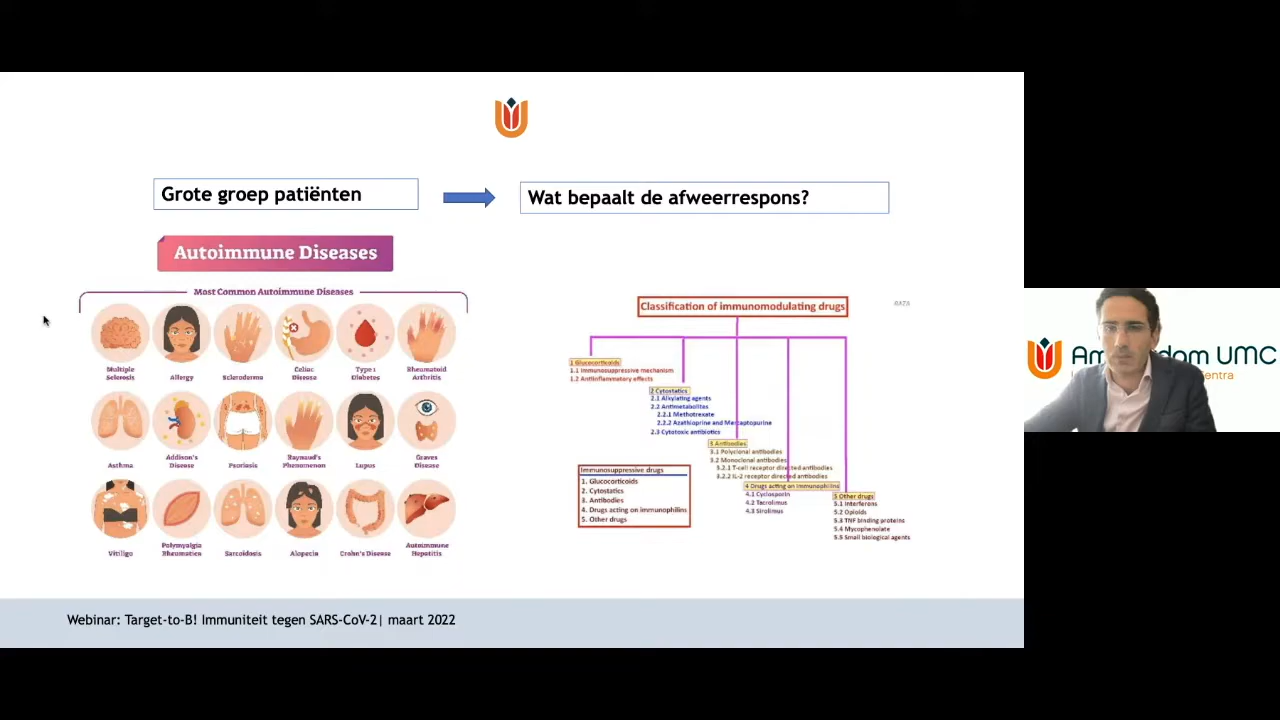 Grote groep patiënten
Wat bepaalt de afweerrespons?
Autoimmune Diseases
Most Common Autoimmune Diseases
Multiple
Sclerosis
Allergy
Scleroderma
Celiac
Disease
Type 1
Diabetes
Rheumatoid
Arthritis
Asthma
Addison's
Disease
Psoriasis
Raynaud's
Phenomenon
Lupus
Graves
Disease
Vitiligo
Polymyalgia
Rheumatica
Sarcoidosis
Alopecia
Crohn's Disease
Autoimmune
Hepatitis
Classification of immunomodulating drugs
1 Glucocorticoids
1.1 Immunosuppressive mechanism
1.2 Antiinflammatory effects
2 Cytostatics
2.1 Alkylating agents
2.2 Antimetabolites
2.2.1 Methotrexate
2.2.2 Azathioprine and Mercaptopurine
2.3 Cytotoxic antibiotics
3 Antibodies
3.1 Polyclonal antibodies
3.2 Monoclonal antibodies
3.2.1 T-cell receptor directed antibodies
3.2.2 IL-2 receptor directed antibodies
4 Drugs acting on immunophilins
4.1 Cyclosporin
4.2 Tacrolimus
4.3 Sirolimus
5 Other drugs
5.1 Interferons
5.2 Opioids
5.3 TNF binding proteins
5.4 Mycophenolate
5.5 Small biological agents
Immunosuppressive drugs
1. Glucocorticoids
2. Cytostatics
3. Antibodies
4. Drugs acting on immunophilins
5. Other drugs
Webinar: Target-to-B! Immuniteit tegen SARS-CoV-2| maart 2022
UMC